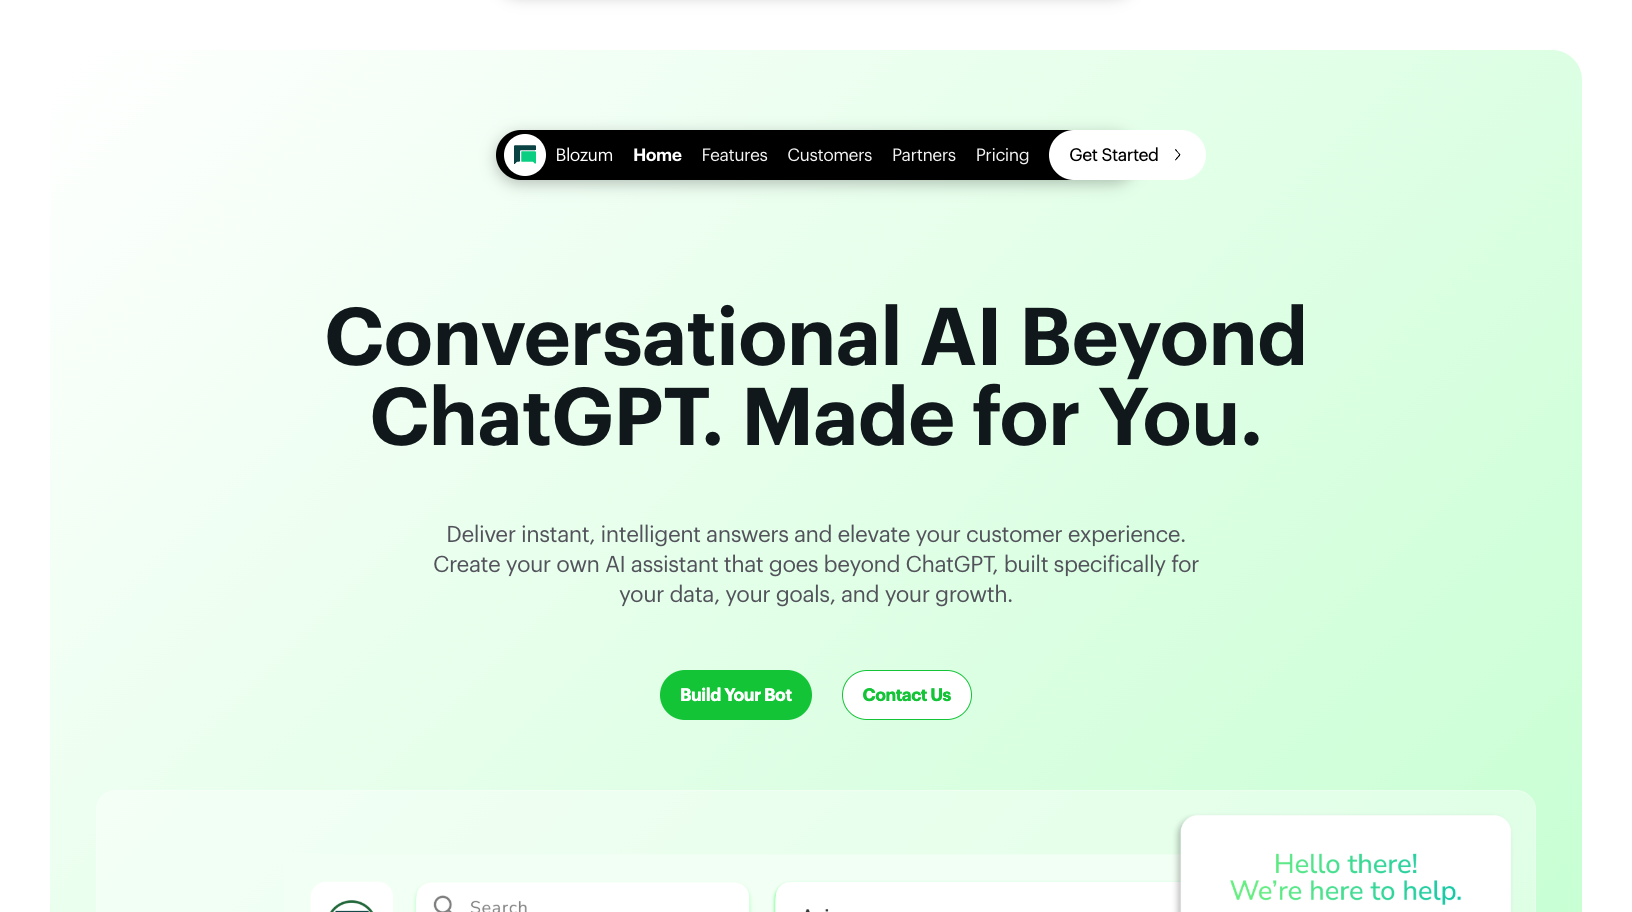 Blozum Home Features Customers Partners Pricing Get Started
Conversational AI Beyond
ChatGPT. Made for You.
Deliver instant, intelligent answers and elevate your customer experience.
Create your own AI assistant that goes beyond ChatGPT, built specifically for
your data, your goals, and your growth.
Build Your Bot Contact Us
Hello there!
We're here to help.
Search